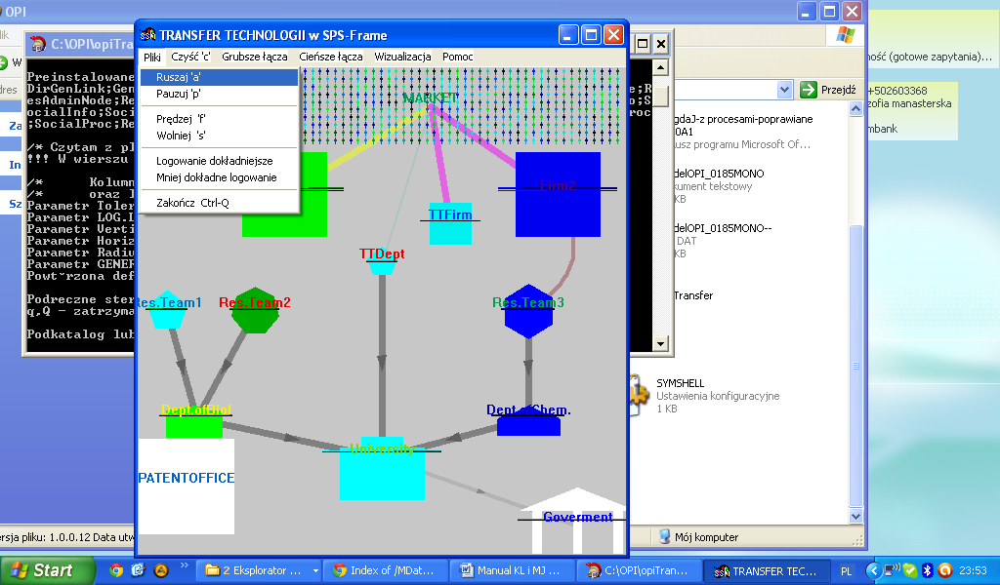 OPI
C:\OPI\opiTra
TRANSFER TECHNOLOGII w SPS-Frame
Pliki Czyść 'c' Grubsze łącza Cieńsze łącza Wizualizacja Pomoc
Ruszaj 'a'
Pauzuj 'p'
Prędzej 'f'
Wolniej 's'
Logowanie dokładniejsze
Mniej dokładne logowanie
Zakończ Ctrl-Q
MARKET
Firm2
TTFirm
TTDept
Res.Team1
Res.Team2
Res.Team3
Dept.ofBiol
Dept.ofChem.
University
PATENTOFFICE
Goverment
Preinstalowane
DirGenLink;Gen
esAdminNode;Re
ocialInfo;Soci
;SocialProc;Re
/* Czytam z pl
!!! W wierszu
/* Kolumn
/* oraz l
Parametr Toler
Parametr LOG.I
Parametr Verti
Parametr Horiz
Parametr Radiu
Parametr GENER
Powt~rzona def
Podreczne ster
q,Q - zatrzyma
Podkatalog lub
Przejdź
gdaJ-z procesami-poprawiane
0A1
usz programu Microsoft Of...
delOPI_0185MONO
kument tekstowy
KB
delOPI_0185MONO--
DAT
KB
Transfer
SYMSHELL
Ustawienia konfiguracyjne
1 KB
ność (gotowe zapytania)...
+502603368
zofia manasterska
mbank
ersja pliku: 1.0.0.12 Data utw
Mój komputer
Start
2 Eksplorator ...
Index of /MDat...
Manual KL i MJ ...
C:\OPI\opiTran...
TRANSFER TEC...
PL
23:53